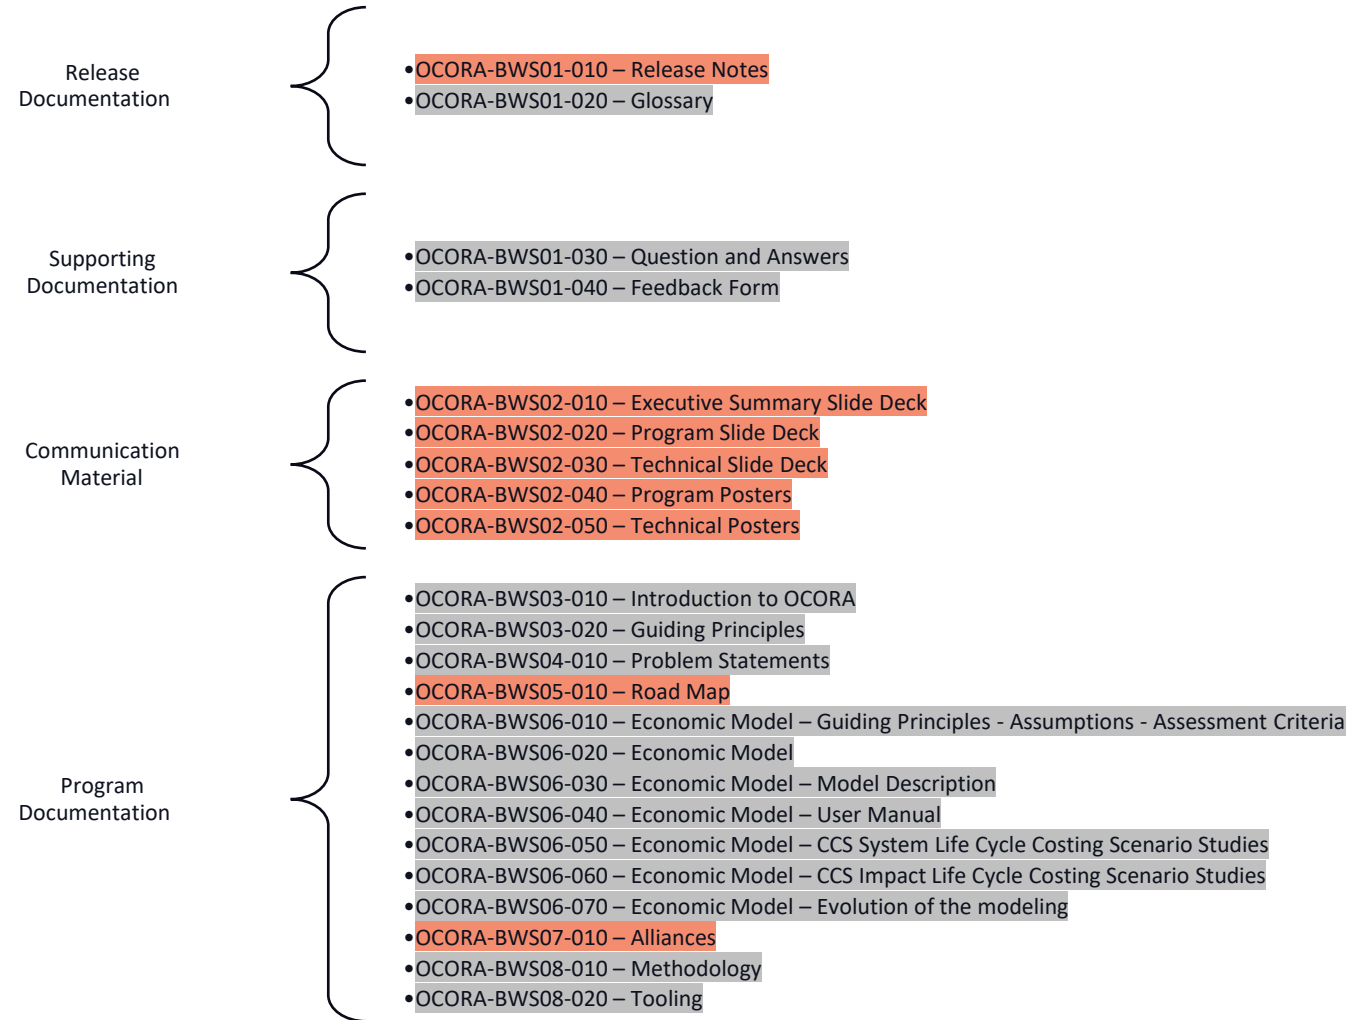 Release
Documentation
•OCORA-BWS01-010 – Release Notes
•OCORA-BWS01-020 – Glossary
Supporting
Documentation
•OCORA-BWS01-030 – Question and Answers
•OCORA-BWS01-040 – Feedback Form
Communication
Material
•OCORA-BWS02-010 – Executive Summary Slide Deck
•OCORA-BWS02-020 – Program Slide Deck
•OCORA-BWS02-030 – Technical Slide Deck
•OCORA-BWS02-040 – Program Posters
•OCORA-BWS02-050 – Technical Posters
Program
Documentation
•OCORA-BWS03-010 – Introduction to OCORA
•OCORA-BWS03-020 – Guiding Principles
•OCORA-BWS04-010 – Problem Statements
•OCORA-BWS05-010 – Road Map
•OCORA-BWS06-010 – Economic Model – Guiding Principles - Assumptions - Assessment Criteria
•OCORA-BWS06-020 – Economic Model
•OCORA-BWS06-030 – Economic Model – Model Description
•OCORA-BWS06-040 – Economic Model – User Manual
•OCORA-BWS06-050 – Economic Model – CCS System Life Cycle Costing Scenario Studies
•OCORA-BWS06-060 – Economic Model – CCS Impact Life Cycle Costing Scenario Studies
•OCORA-BWS06-070 – Economic Model – Evolution of the modeling
•OCORA-BWS07-010 – Alliances
•OCORA-BWS08-010 – Methodology
•OCORA-BWS08-020 – Tooling